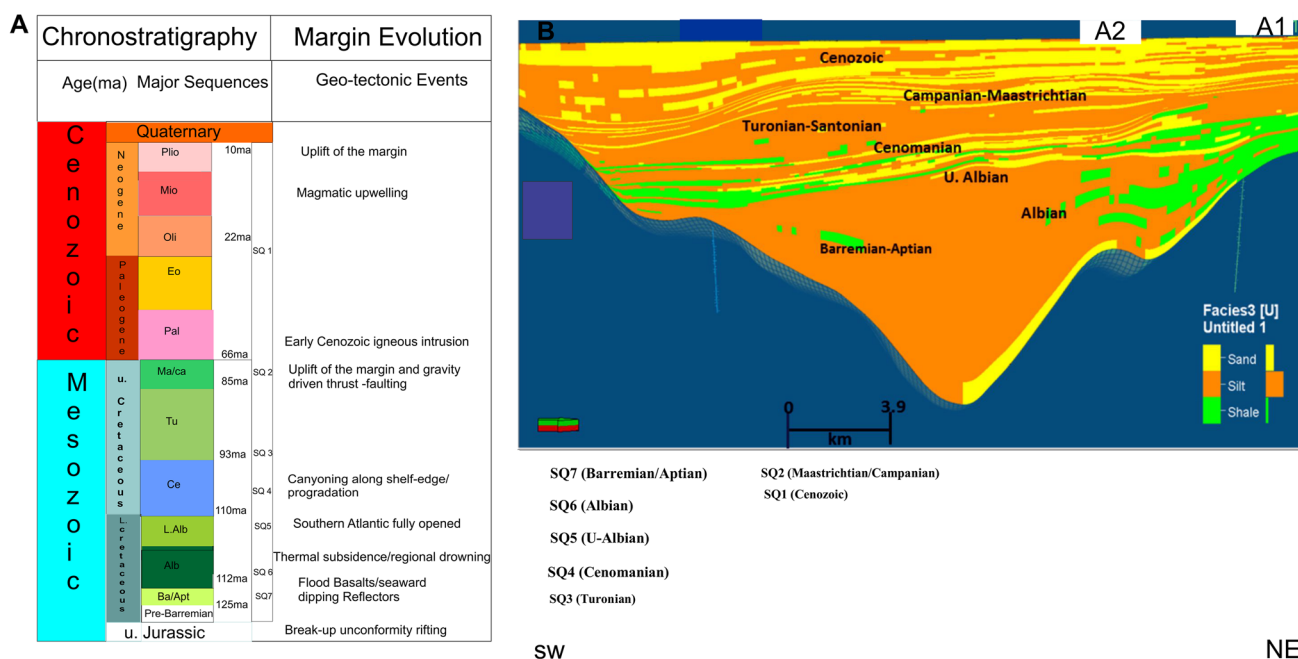 A
Chronostratigraphy
Margin Evolution
Age(ma)
Major Sequences
Geo-tectonic Events
Cenozoic
Quaternary
Neogene
Plio
10ma
Uplift of the margin
Mio
Magmatic upwelling
Oli
22ma
SQ 1
Paleogene
Eo
Pal
Early Cenozoic igneous intrusion
66ma
Mesozoic
u. Cretaceous
Ma/ca
85ma
SQ 2
Uplift of the margin and gravity
driven thrust -faulting
Tu
93ma
SQ 3
Ce
SQ 4
Canyoning along shelf-edge/
progradation
110ma
L.cretaceous
L.Alb
SQ5
Southern Atlantic fully opened
Thermal subsidence/regional drowning
Alb
112ma
SQ 6
Flood Basalts/seaward
dipping Reflectors
Ba/Apt
125ma
SQ7
Pre-Barremian
u. Jurassic
Break-up unconformity rifting
B
A2
A1
Cenozoic
Campanian-Maastrichtian
Turonian-Santonian
Cenomanian
U. Albian
Albian
Barremian-Aptian
Facies3 [U]
Untitled 1
Sand
Silt
Shale
0
3.9
km
SQ7 (Barremian/Aptian)
SQ6 (Albian)
SQ5 (U-Albian)
SQ4 (Cenomanian)
SQ3 (Turonian)
SQ2 (Maastrichtian/Campanian)
SQ1 (Cenozoic)
SW
NE